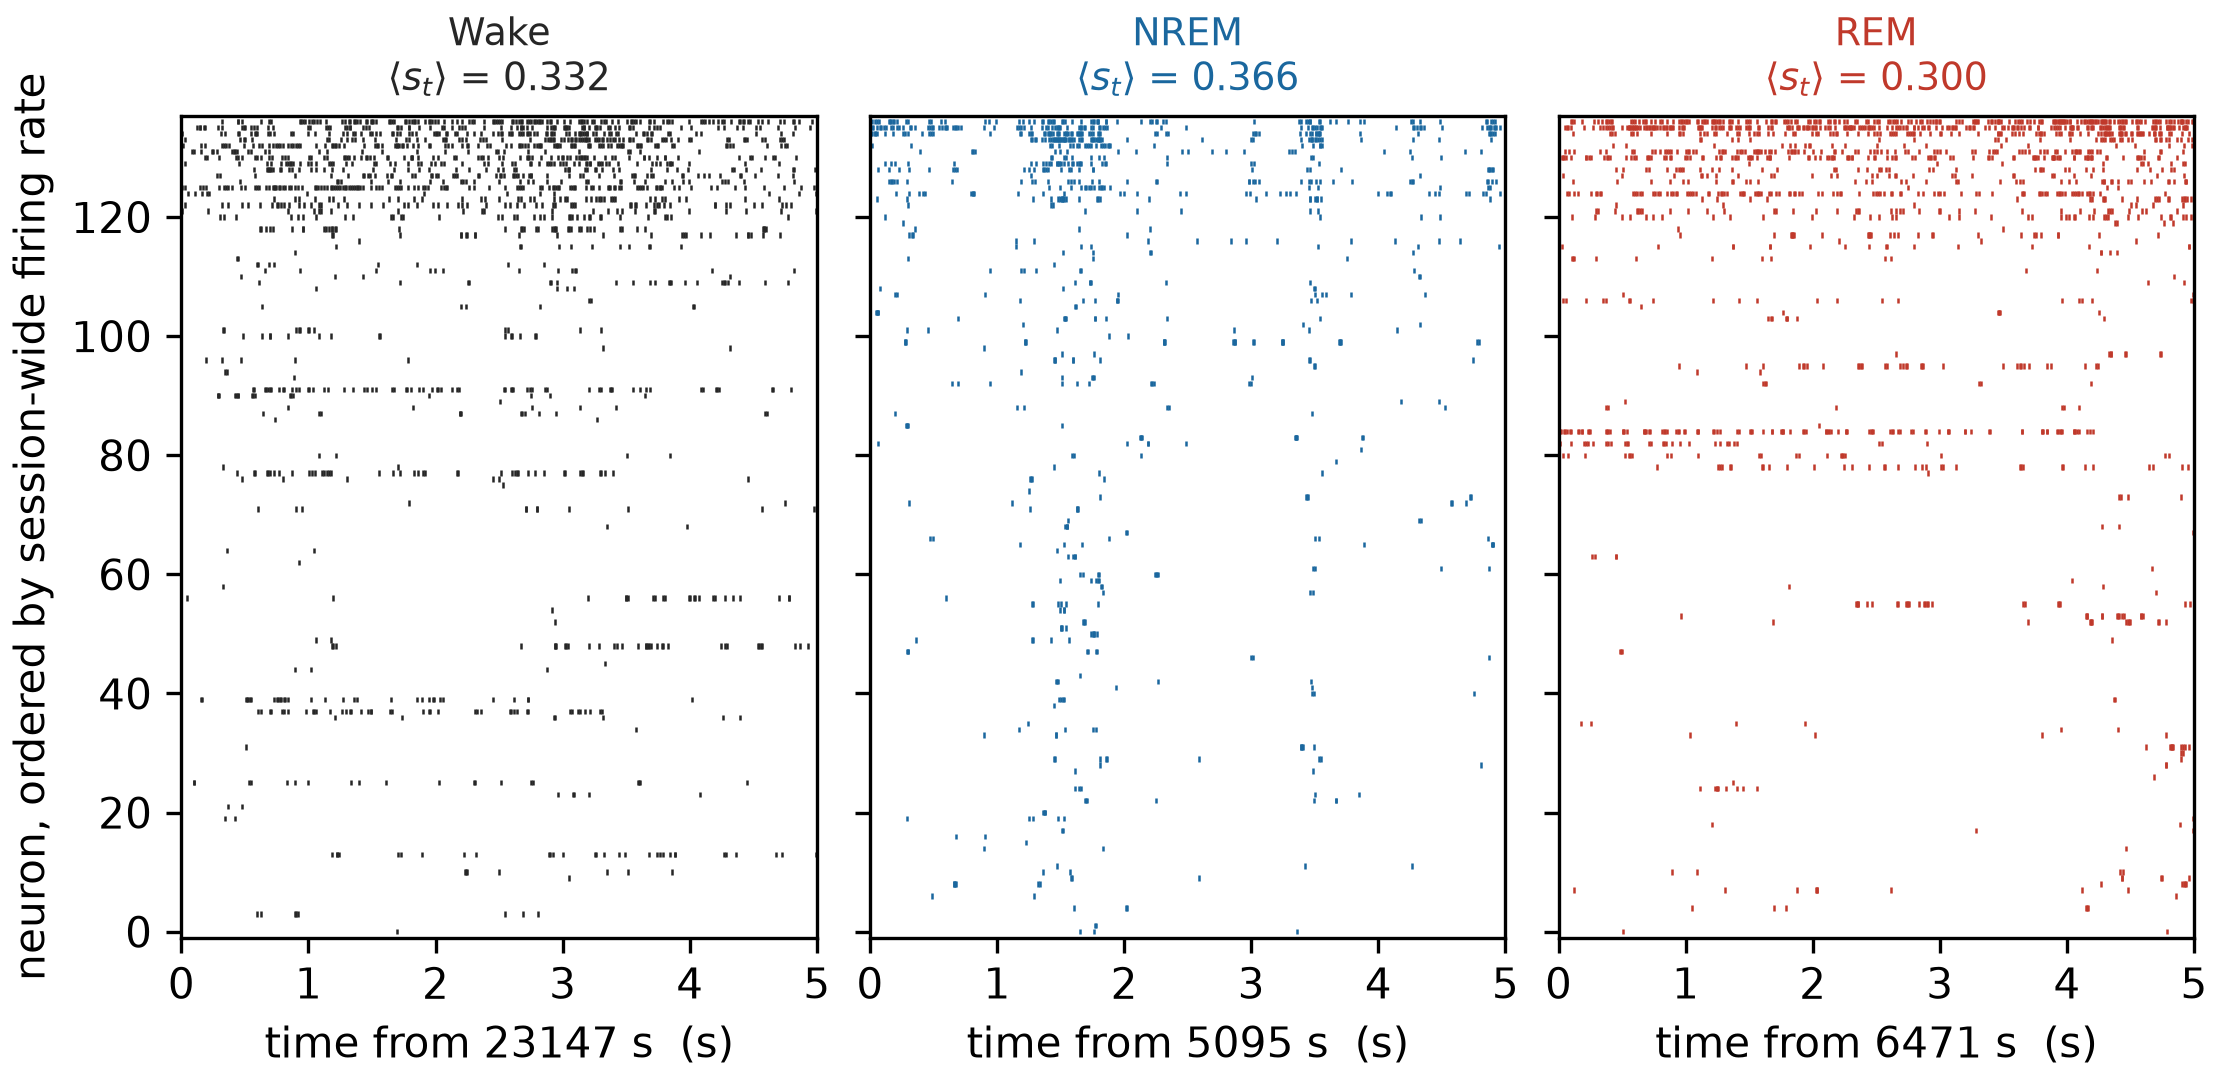 Wake
⟨s_t⟩ = 0.332
NREM
⟨s_t⟩ = 0.366
REM
⟨s_t⟩ = 0.300
neuron, ordered by session-wide firing rate
120
100
80
60
40
20
0
0 1 2 3 4 5
0 1 2 3 4 5
0 1 2 3 4 5
time from 23147 s (s)
time from 5095 s (s)
time from 6471 s (s)